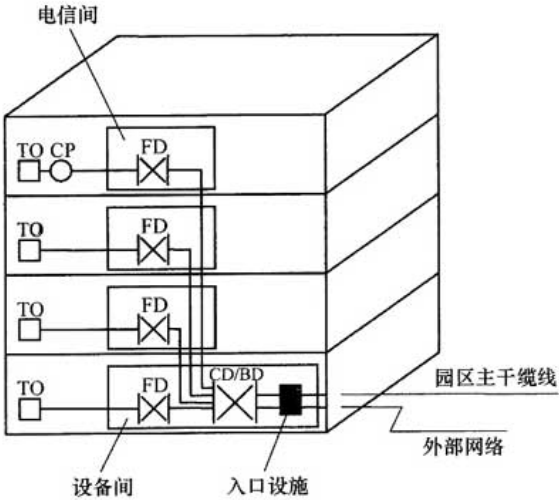 电信间
TO CP FD
TO FD
TO FD
TO FD CD/BD
园区主干缆线
外部网络
设备间 入口设施